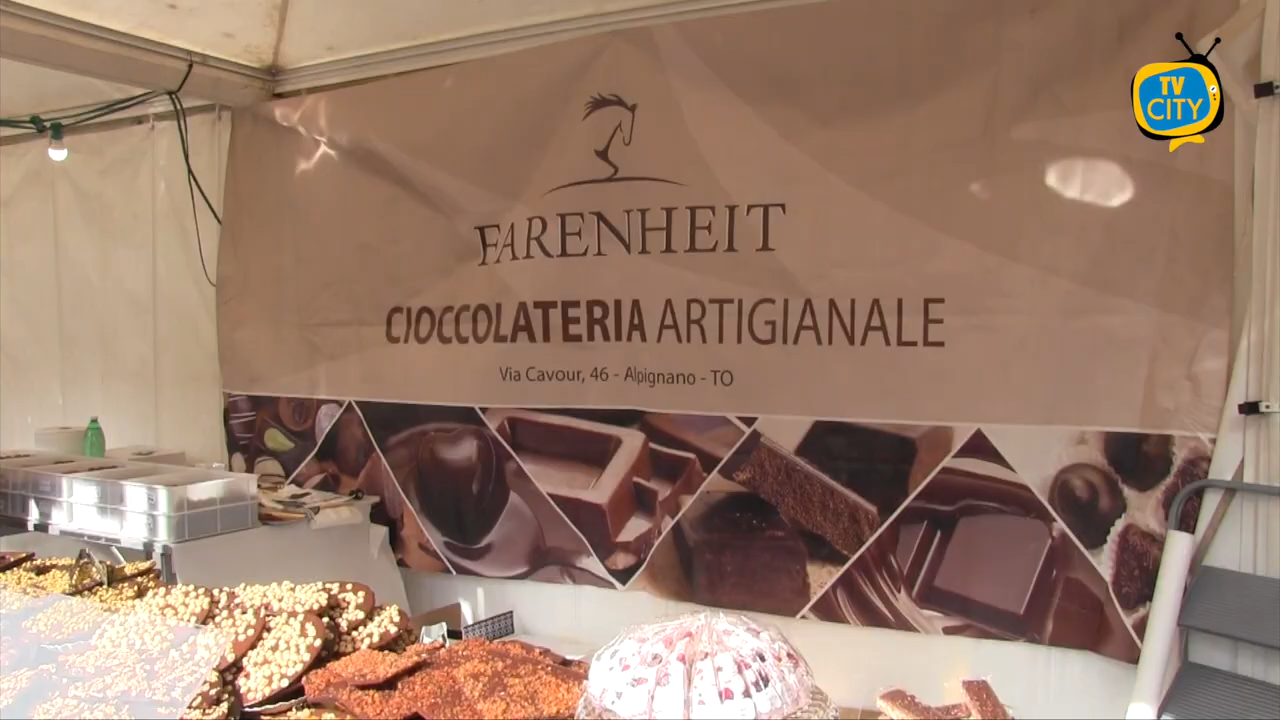 TV
CITY
FARENHEIT
CIOCCOLATERIA ARTIGIANALE
Via Cavour, 46 - Alpignano - TO